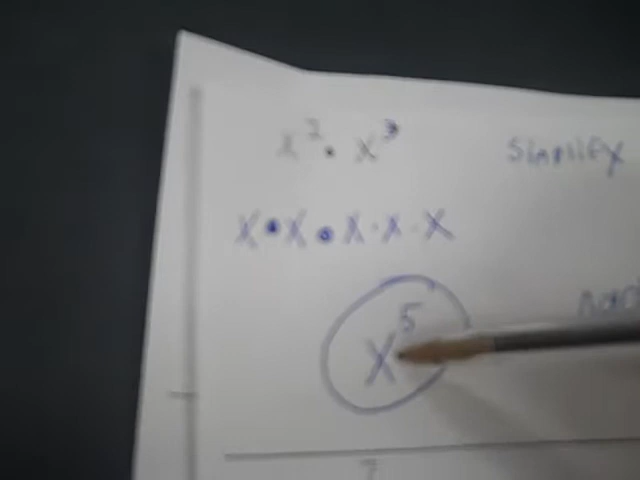 x² · x³ Simplify
x · x · x · x · x
x⁵